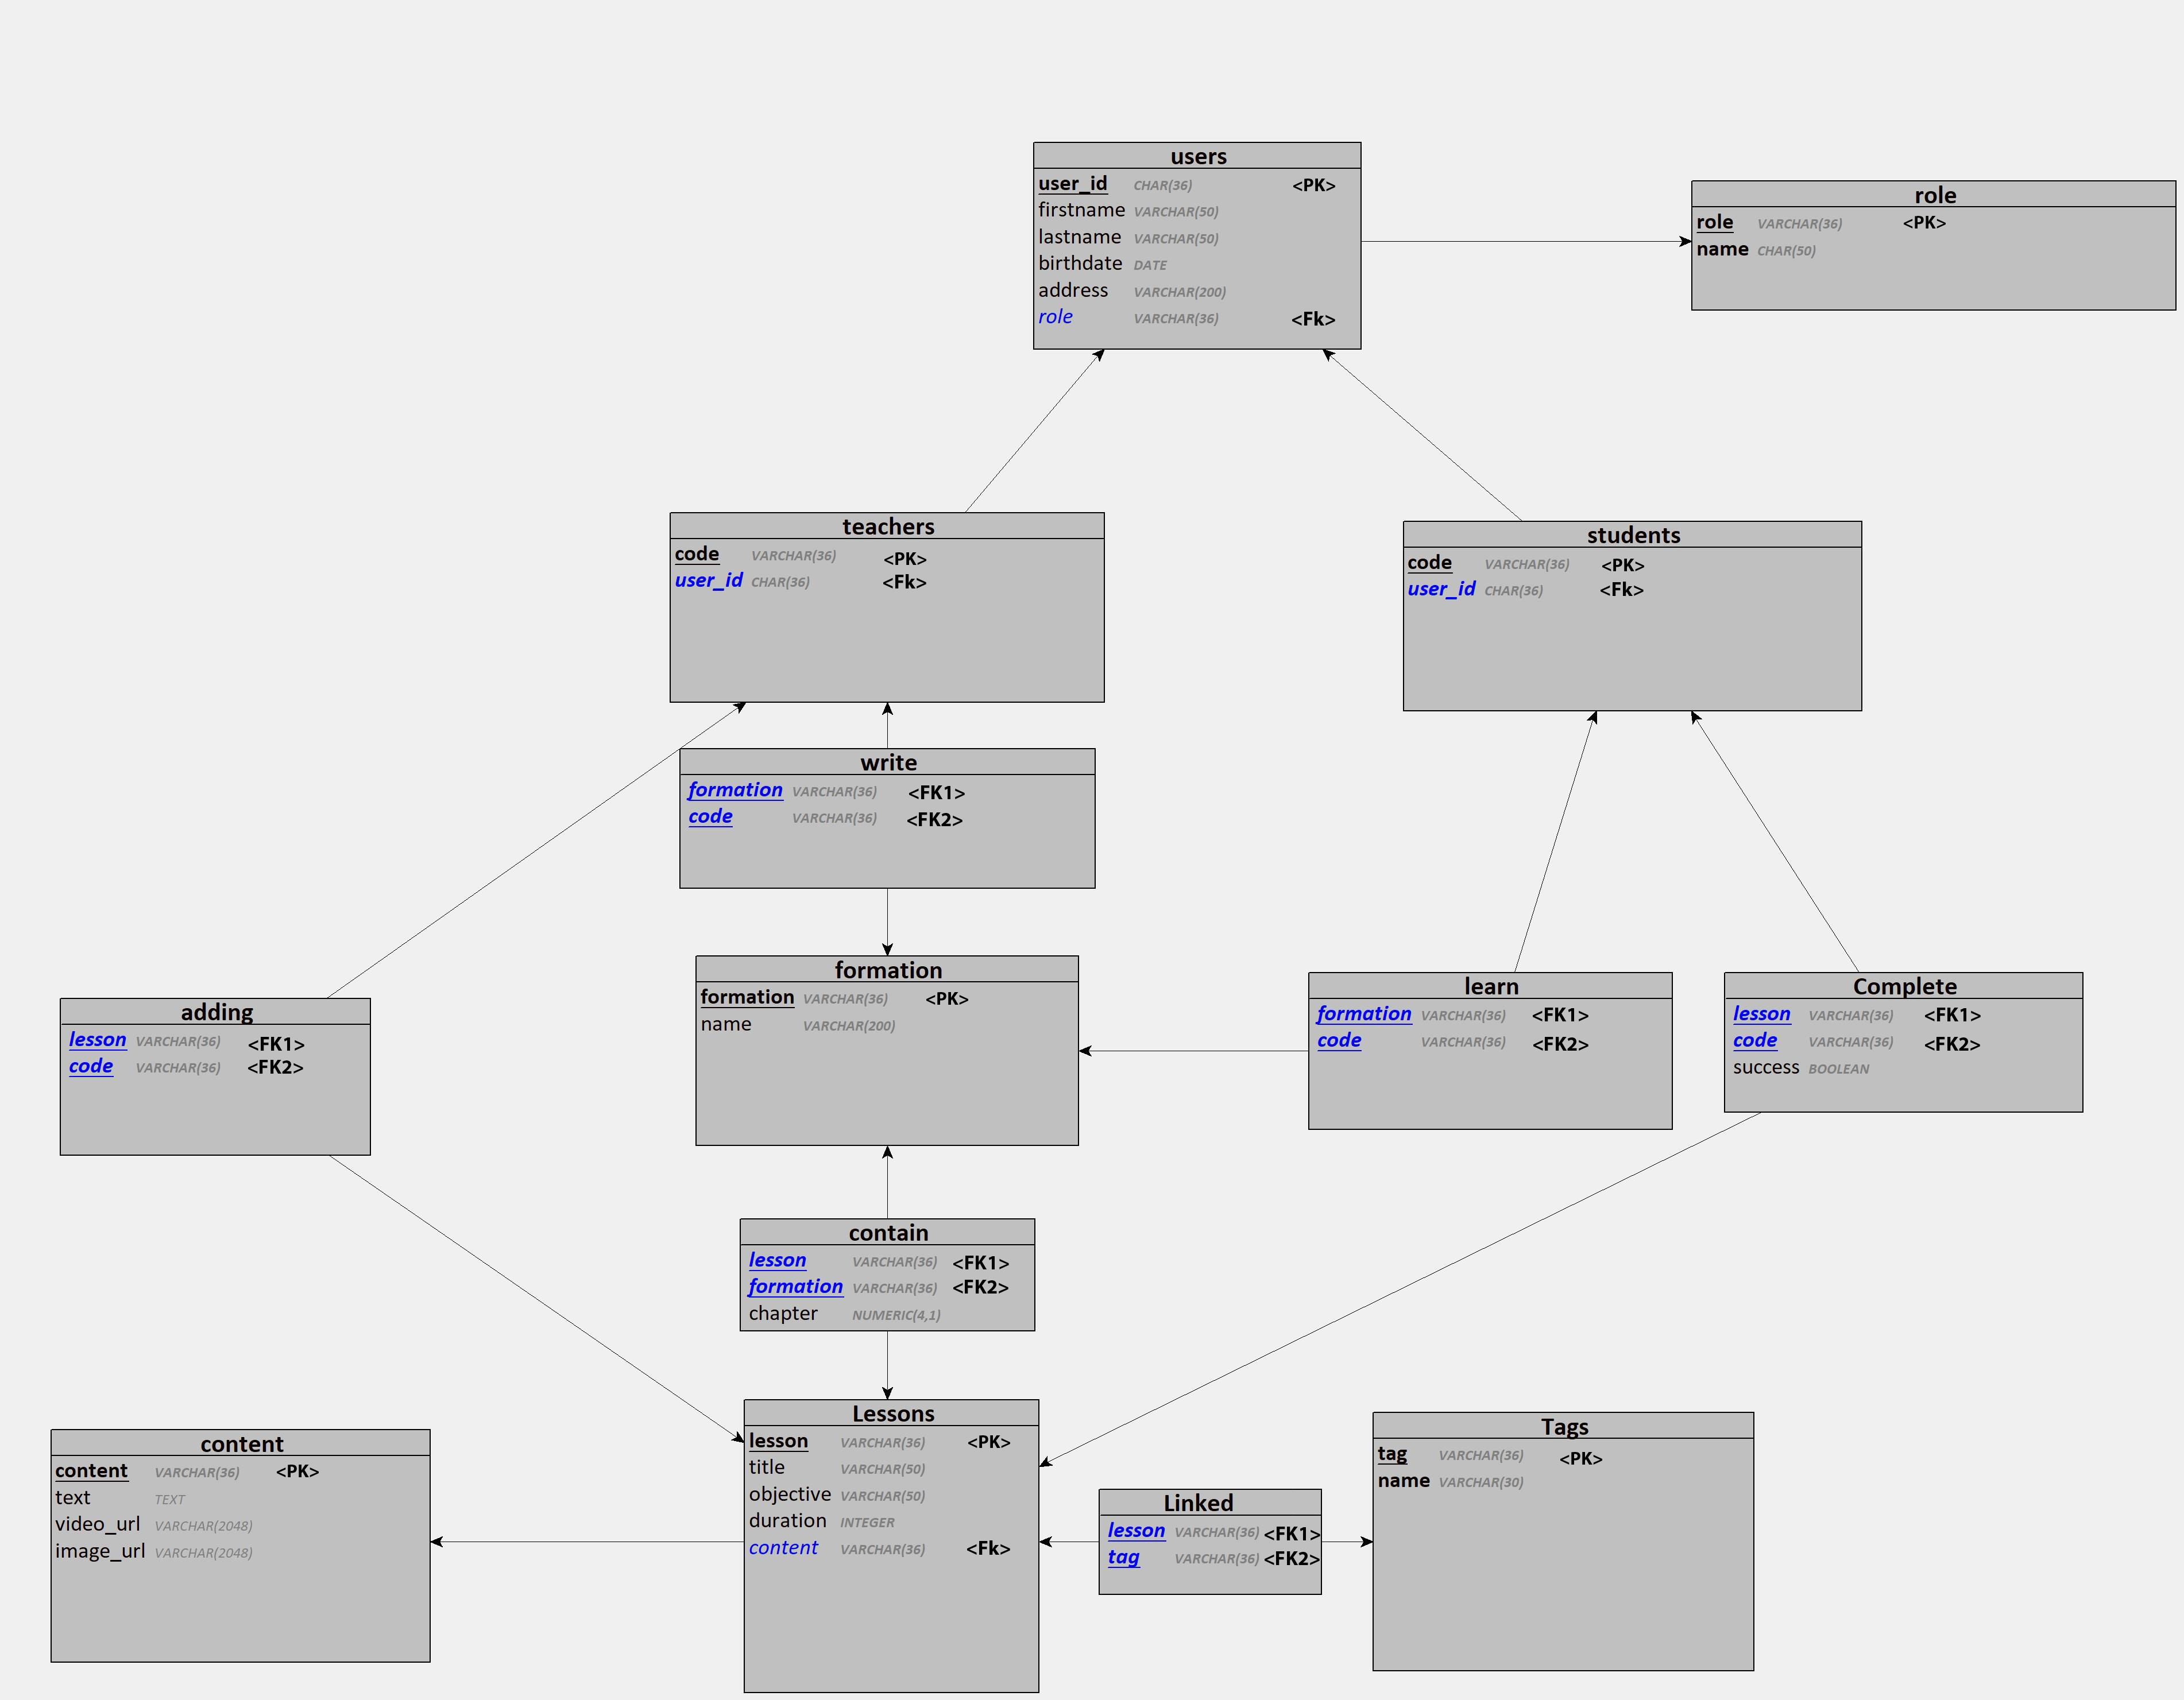 users
user_id CHAR(36) <PK>
firstname VARCHAR(50)
lastname VARCHAR(50)
birthdate DATE
address VARCHAR(200)
role VARCHAR(36) <Fk>
role
role VARCHAR(36) <PK>
name CHAR(50)
teachers
code VARCHAR(36) <PK>
user_id CHAR(36) <Fk>
students
code VARCHAR(36) <PK>
user_id CHAR(36) <Fk>
write
formation VARCHAR(36) <FK1>
code VARCHAR(36) <FK2>
adding
lesson VARCHAR(36) <FK1>
code VARCHAR(36) <FK2>
formation
formation VARCHAR(36) <PK>
name VARCHAR(200)
learn
formation VARCHAR(36) <FK1>
code VARCHAR(36) <FK2>
Complete
lesson VARCHAR(36) <FK1>
code VARCHAR(36) <FK2>
success BOOLEAN
contain
lesson VARCHAR(36) <FK1>
formation VARCHAR(36) <FK2>
chapter NUMERIC(4,1)
content
content VARCHAR(36) <PK>
text TEXT
video_url VARCHAR(2048)
image_url VARCHAR(2048)
Lessons
lesson VARCHAR(36) <PK>
title VARCHAR(50)
objective VARCHAR(50)
duration INTEGER
content VARCHAR(36) <Fk>
Linked
lesson VARCHAR(36) <FK1>
tag VARCHAR(36) <FK2>
Tags
tag VARCHAR(36) <PK>
name VARCHAR(30)